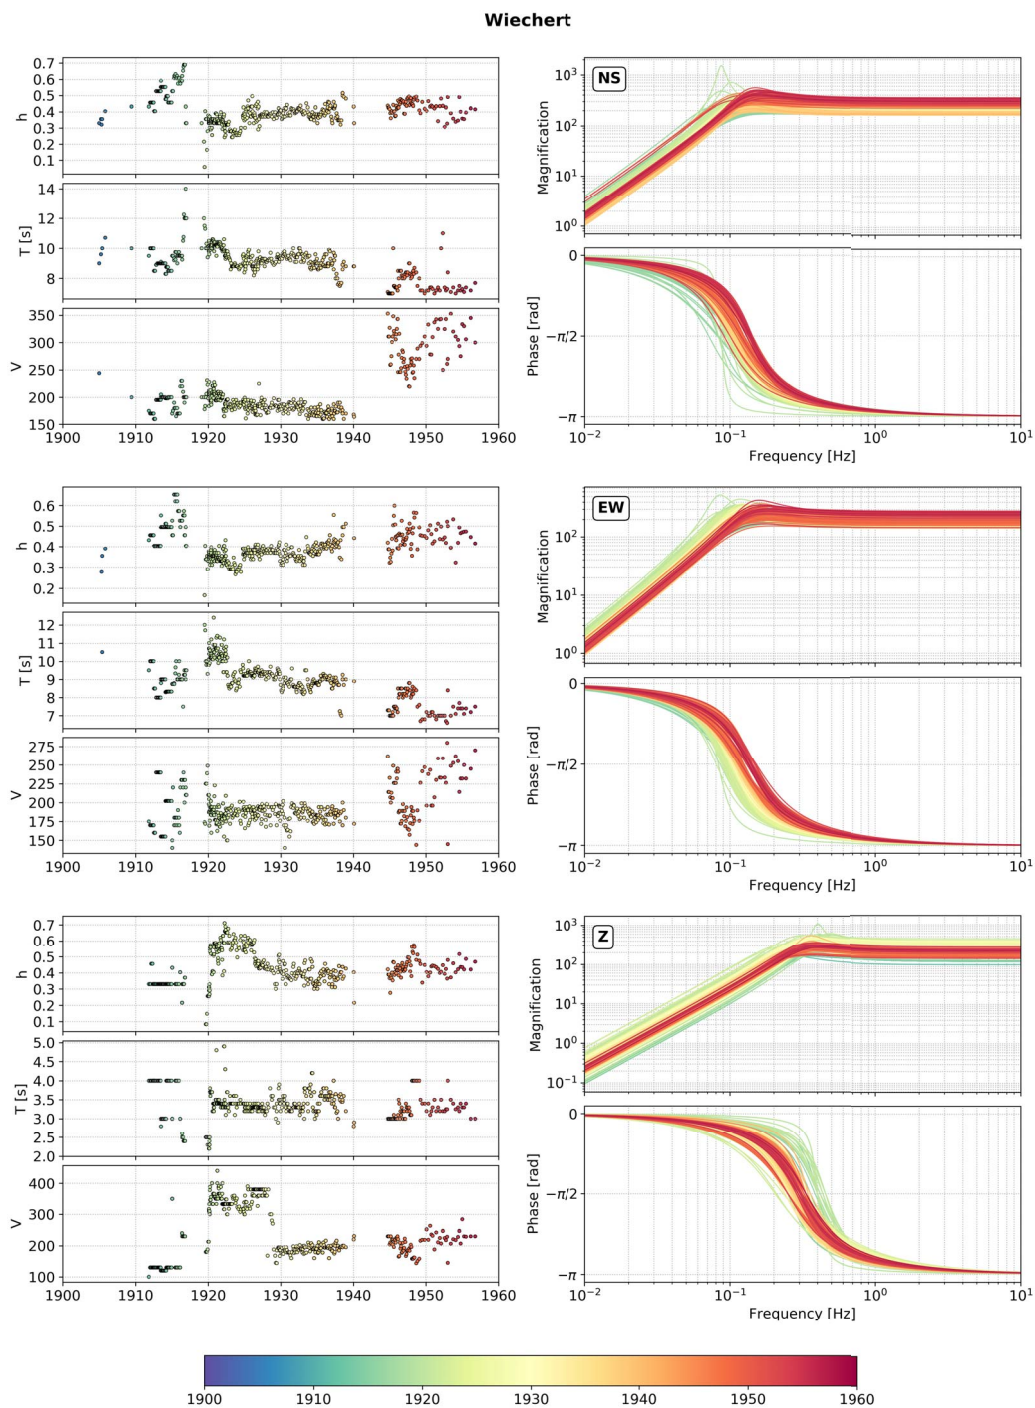 Wiechert
0.7
0.6
0.5
0.4
0.3
0.2
0.1
h
14
12
10
8
T [s]
350
300
250
200
150
V
1900 1910 1920 1930 1940 1950 1960
NS
10³
10²
10¹
10⁰
Magnification
0
−π/2
−π
Phase [rad]
10⁻² 10⁻¹ 10⁰ 10¹
Frequency [Hz]
0.6
0.5
0.4
0.2
h
12
11
10
9
8
7
T [s]
275
250
225
200
175
150
V
1900 1910 1920 1930 1940 1950 1960
EW
10²
10¹
10⁰
Magnification
0
−π/2
−π
Phase [rad]
10⁻² 10⁻¹ 10⁰ 10¹
Frequency [Hz]
0.7
0.6
0.5
0.4
0.3
0.2
0.1
h
5.0
4.5
4.0
3.5
3.0
2.5
2.0
T [s]
400
300
200
100
V
1900 1910 1920 1930 1940 1950 1960
Z
10³
10²
10¹
10⁰
10⁻¹
Magnification
0
−π/2
−π
Phase [rad]
10⁻² 10⁻¹ 10⁰ 10¹
Frequency [Hz]
1900 1910 1920 1930 1940 1950 1960